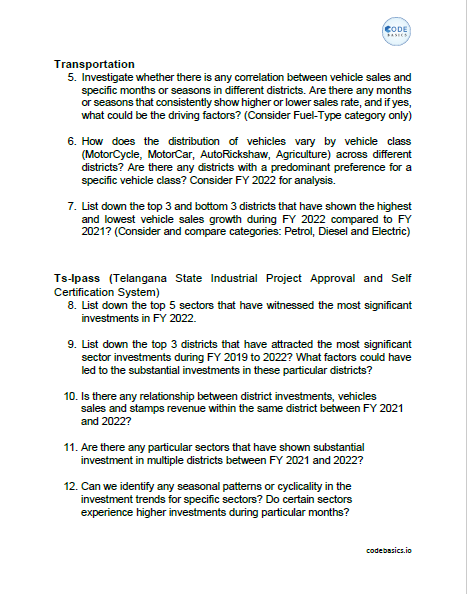 CODE
BASICS
Transportation
5. Investigate whether there is any correlation between vehicle sales and
specific months or seasons in different districts. Are there any months
or seasons that consistently show higher or lower sales rate, and if yes,
what could be the driving factors? (Consider Fuel-Type category only)
6. How does the distribution of vehicles vary by vehicle class
(MotorCycle, MotorCar, AutoRickshaw, Agriculture) across different
districts? Are there any districts with a predominant preference for a
specific vehicle class? Consider FY 2022 for analysis.
7. List down the top 3 and bottom 3 districts that have shown the highest
and lowest vehicle sales growth during FY 2022 compared to FY
2021? (Consider and compare categories: Petrol, Diesel and Electric)
Ts-Ipass (Telangana State Industrial Project Approval and Self
Certification System)
8. List down the top 5 sectors that have witnessed the most significant
investments in FY 2022.
9. List down the top 3 districts that have attracted the most significant
sector investments during FY 2019 to 2022? What factors could have
led to the substantial investments in these particular districts?
10. Is there any relationship between district investments, vehicles
sales and stamps revenue within the same district between FY 2021
and 2022?
11. Are there any particular sectors that have shown substantial
investment in multiple districts between FY 2021 and 2022?
12. Can we identify any seasonal patterns or cyclicality in the
investment trends for specific sectors? Do certain sectors
experience higher investments during particular months?
codebasics.io